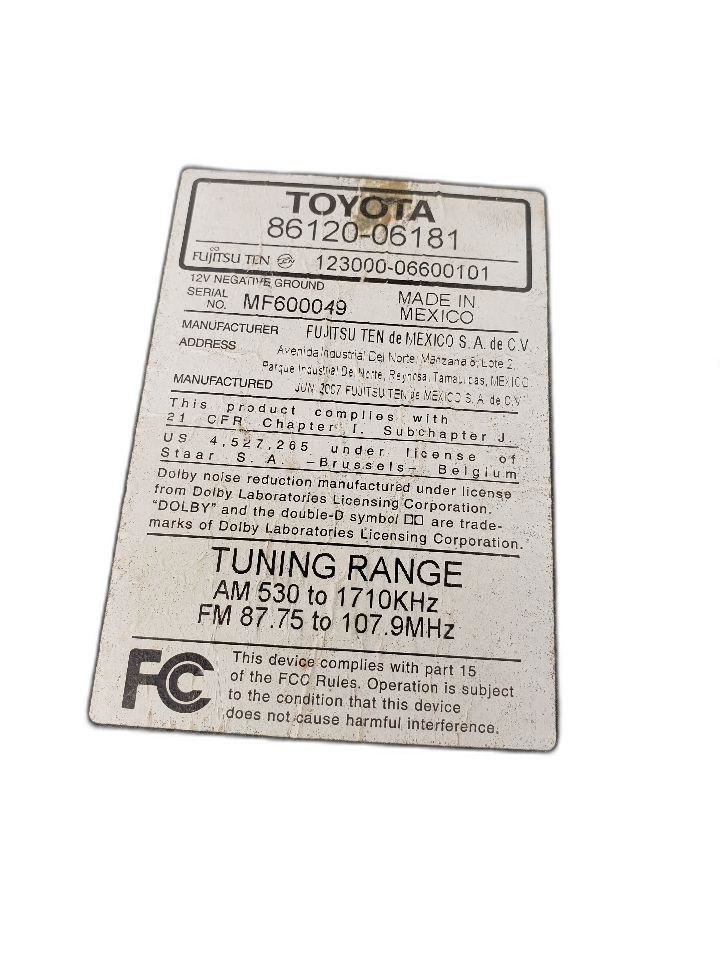 TOYOTA
86120-06181
FUJITSU TEN TEN 123000-06600101
12V NEGATIVE GROUND
SERIAL NO. MF600049 MADE IN MEXICO
MANUFACTURER FUJITSU TEN de MEXICO S. A. de C.V.
ADDRESS Avenida Industrial Del Norte, Manzana 8, Lote 2,
Parque Industrial Del Norte, Reynosa, Tamaulipas, MEXICO
MANUFACTURED JUN 2007 FUJITSU TEN de MEXICO S. A. de C.V.
This product complies with
21 CFR Chapter I. Subchapter J.
US 4,527,265 under license of
Staar S. A. -Brussels- Belgium
Dolby noise reduction manufactured under license
from Dolby Laboratories Licensing Corporation.
"DOLBY" and the double-D symbol are trade-
marks of Dolby Laboratories Licensing Corporation.
TUNING RANGE
AM 530 to 1710KHz
FM 87.75 to 107.9MHz
FC This device complies with part 15
of the FCC Rules. Operation is subject
to the condition that this device
does not cause harmful interference.